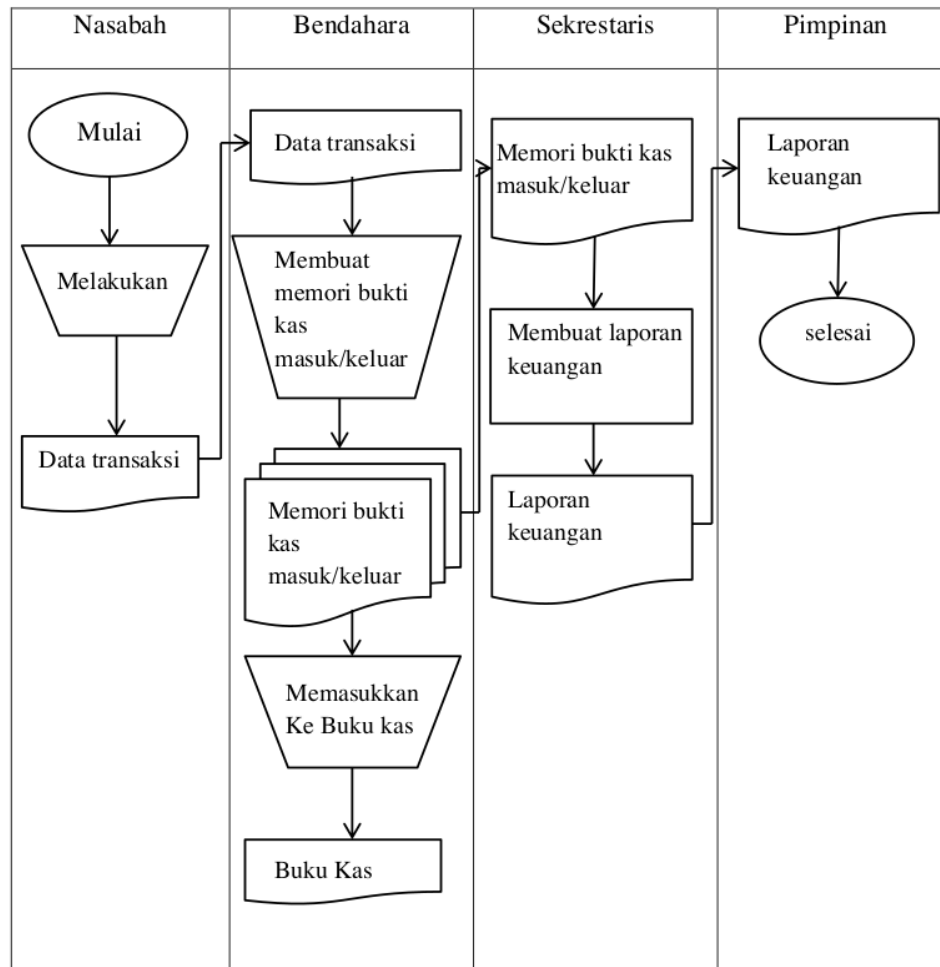 Nasabah
Bendahara
Sekrestaris
Pimpinan
Mulai
Melakukan
Data transaksi
Data transaksi
Membuat
memori bukti
kas
masuk/keluar
Memori bukti
kas
masuk/keluar
Memasukkan
Ke Buku kas
Buku Kas
Memori bukti kas
masuk/keluar
Membuat laporan
keuangan
Laporan
keuangan
Laporan
keuangan
selesai